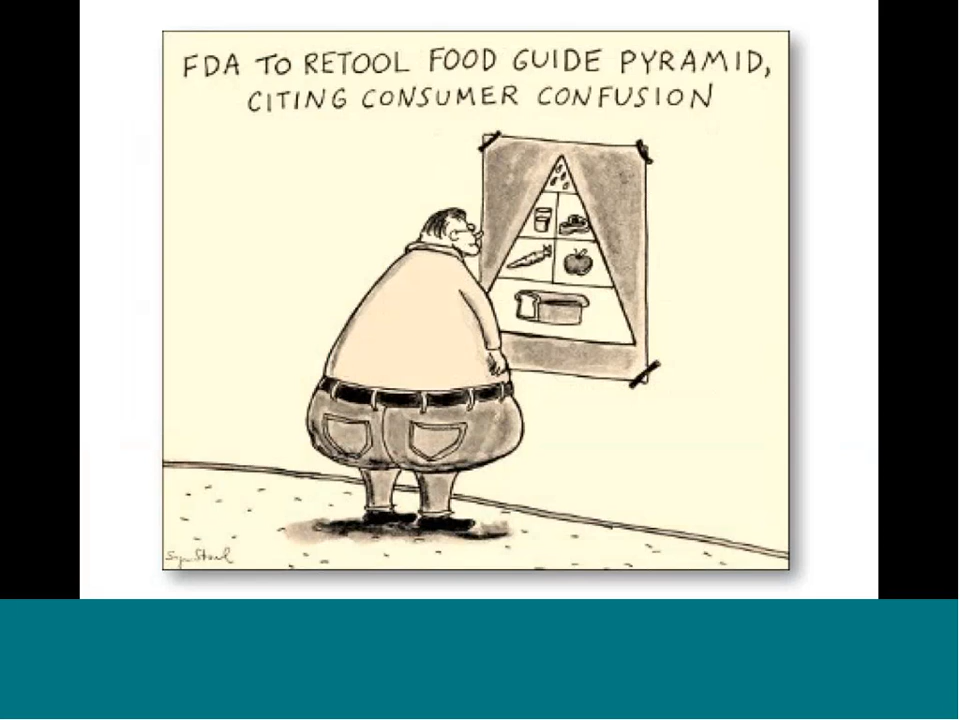 FDA TO RETOOL FOOD GUIDE PYRAMID,
CITING CONSUMER CONFUSION